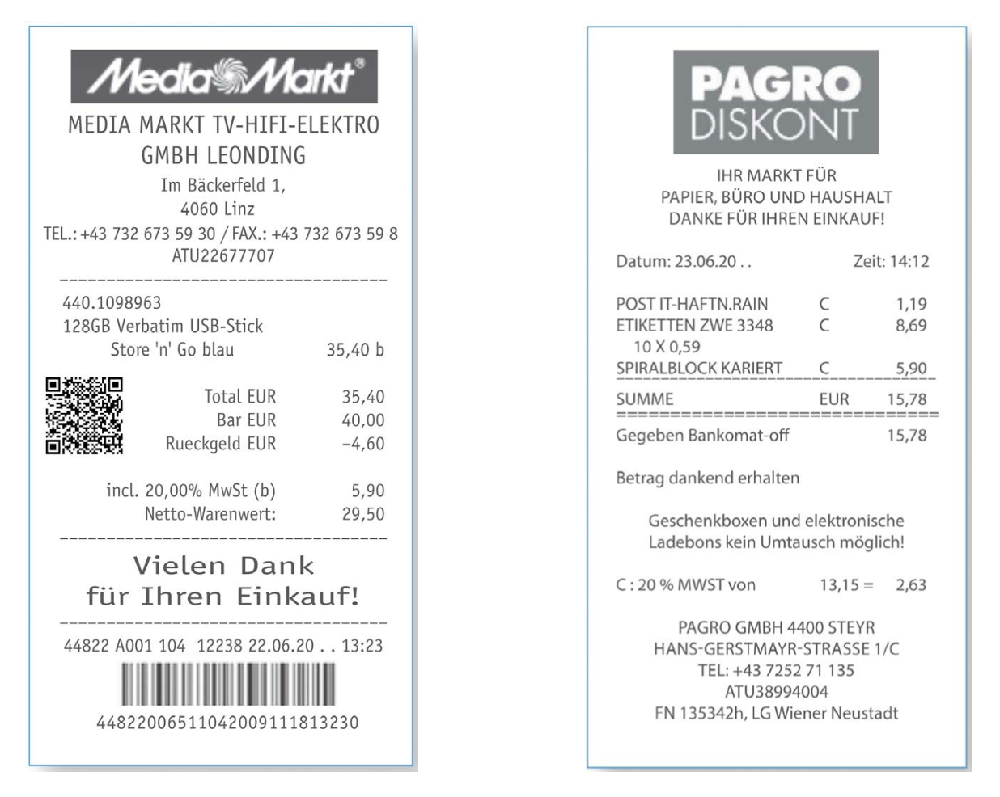 Media Markt®
MEDIA MARKT TV-HIFI-ELEKTRO
GMBH LEONDING
Im Bäckerfeld 1,
4060 Linz
TEL.: +43 732 673 59 30 / FAX.: +43 732 673 59 8
ATU22677707
-----------------------------------
440.1098963
128GB Verbatim USB-Stick
Store 'n' Go blau 35,40 b
Total EUR 35,40
Bar EUR 40,00
Rueckgeld EUR –4,60
incl. 20,00% MwSt (b) 5,90
Netto-Warenwert: 29,50
-----------------------------------
Vielen Dank
für Ihren Einkauf!
-----------------------------------
44822 A001 104 12238 22.06.20 . . 13:23
44822006511042009111813230
PAGRO
DISKONT
IHR MARKT FÜR
PAPIER, BÜRO UND HAUSHALT
DANKE FÜR IHREN EINKAUF!
Datum: 23.06.20 . . Zeit: 14:12
POST IT-HAFTN.RAIN C 1,19
ETIKETTEN ZWE 3348 C 8,69
10 X 0,59
SPIRALBLOCK KARIERT C 5,90
-----------------------------------
SUMME EUR 15,78
=================================
Gegeben Bankomat-off 15,78
Betrag dankend erhalten
Geschenkboxen und elektronische
Ladebons kein Umtausch möglich!
C : 20 % MWST von 13,15 = 2,63
PAGRO GMBH 4400 STEYR
HANS-GERSTMAYR-STRASSE 1/C
TEL: +43 7252 71 135
ATU38994004
FN 135342h, LG Wiener Neustadt